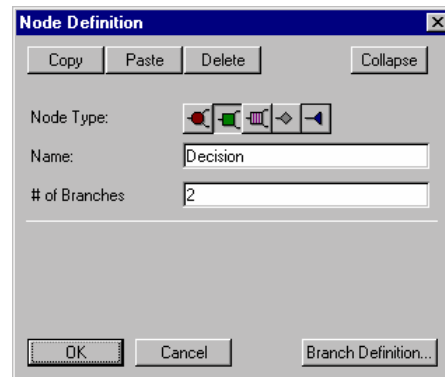 Node Definition
Copy Paste Delete Collapse
Node Type:
Name: Decision
# of Branches 2
OK Cancel Branch Definition...